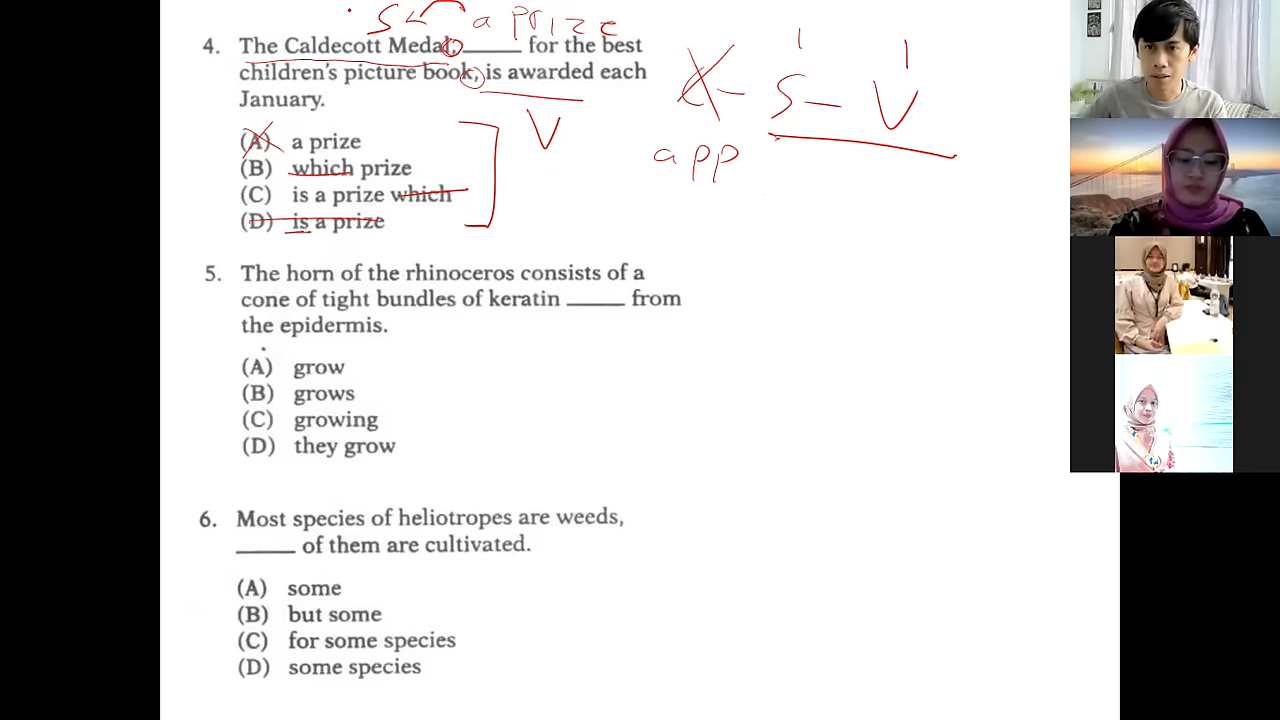 S a prize
4. The Caldecott Medal, ____ for the best
children's picture book, is awarded each
January.
V
(A) a prize
(B) which prize
(C) is a prize which
(D) is a prize
X - S - V
app
5. The horn of the rhinoceros consists of a
cone of tight bundles of keratin ____ from
the epidermis.
(A) grow
(B) grows
(C) growing
(D) they grow
6. Most species of heliotropes are weeds,
____ of them are cultivated.
(A) some
(B) but some
(C) for some species
(D) some species